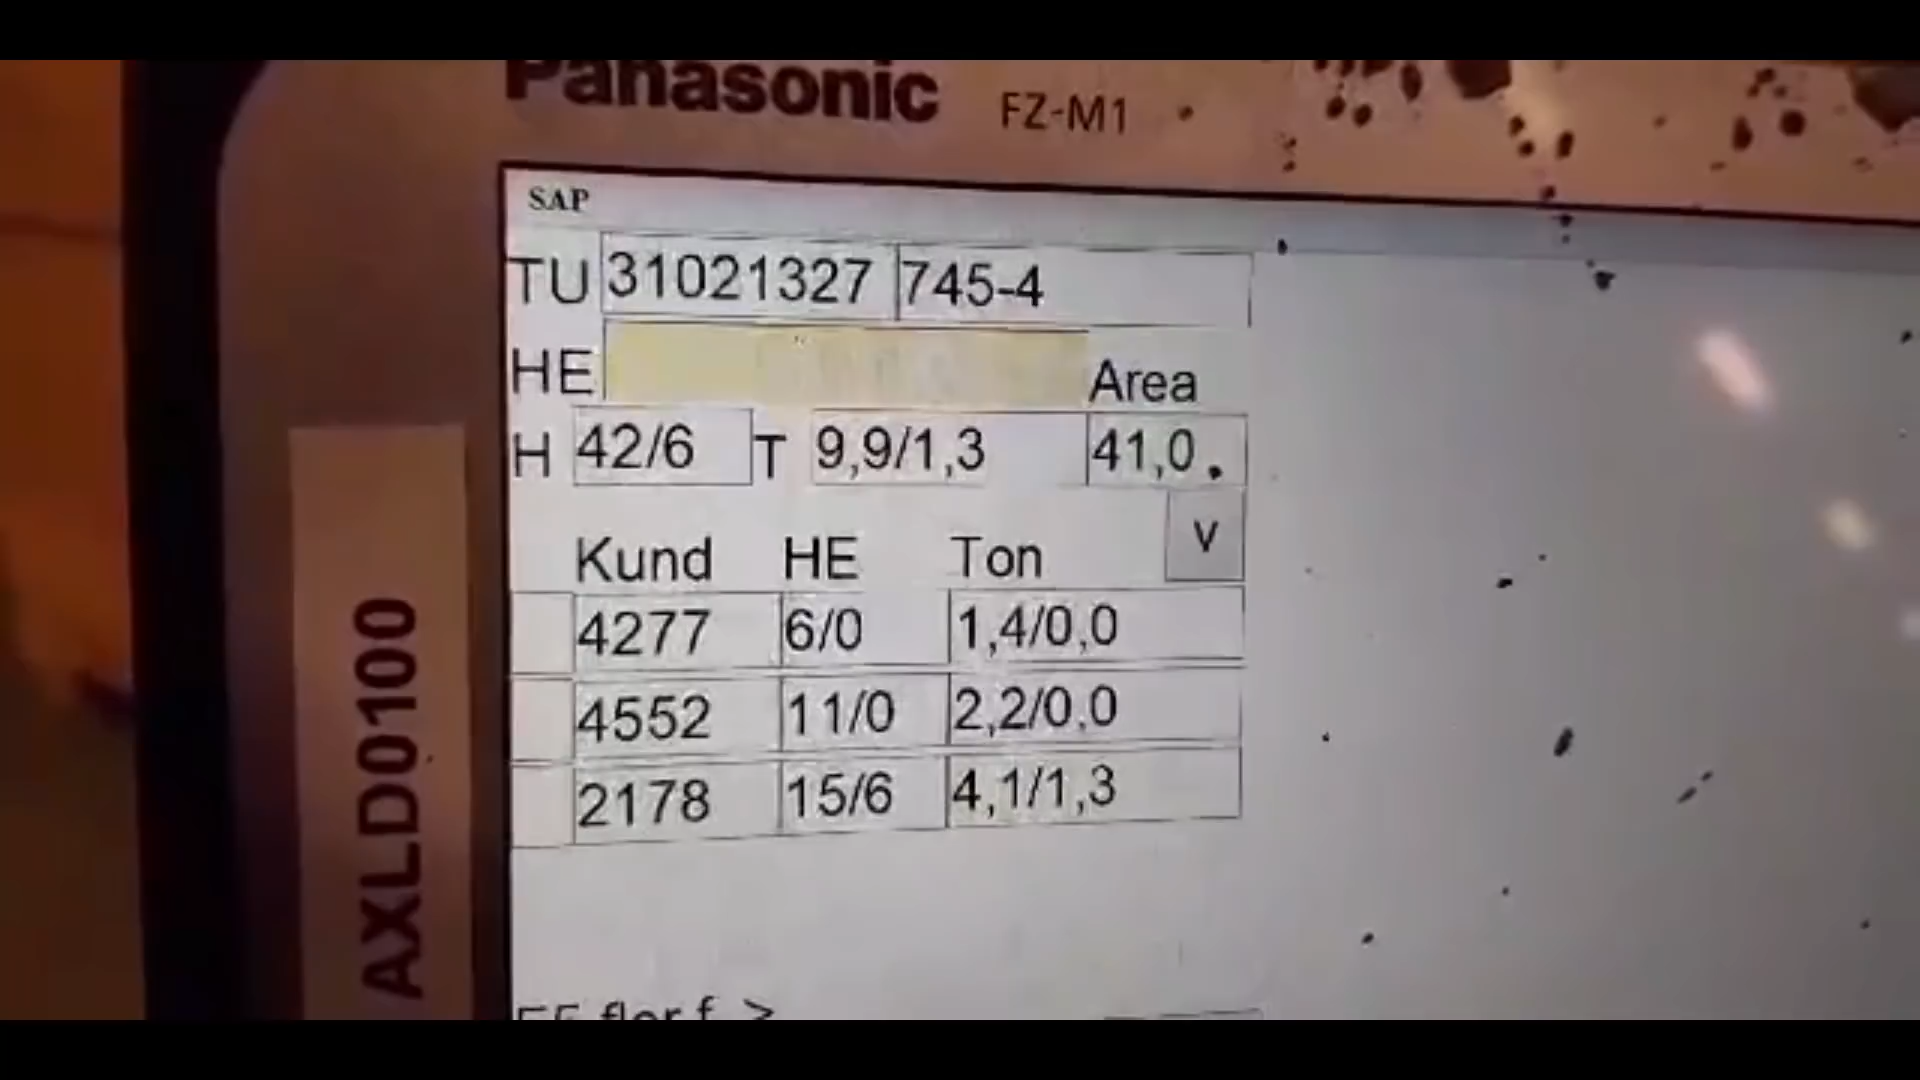 Panasonic FZ-M1
SAP
TU 31021327 745-4
HE Area
H 42/6 T 9,9/1,3 41,0
V
Kund HE Ton
4277 6/0 1,4/0,0
4552 11/0 2,2/0,0
2178 15/6 4,1/1,3
AXLD0100